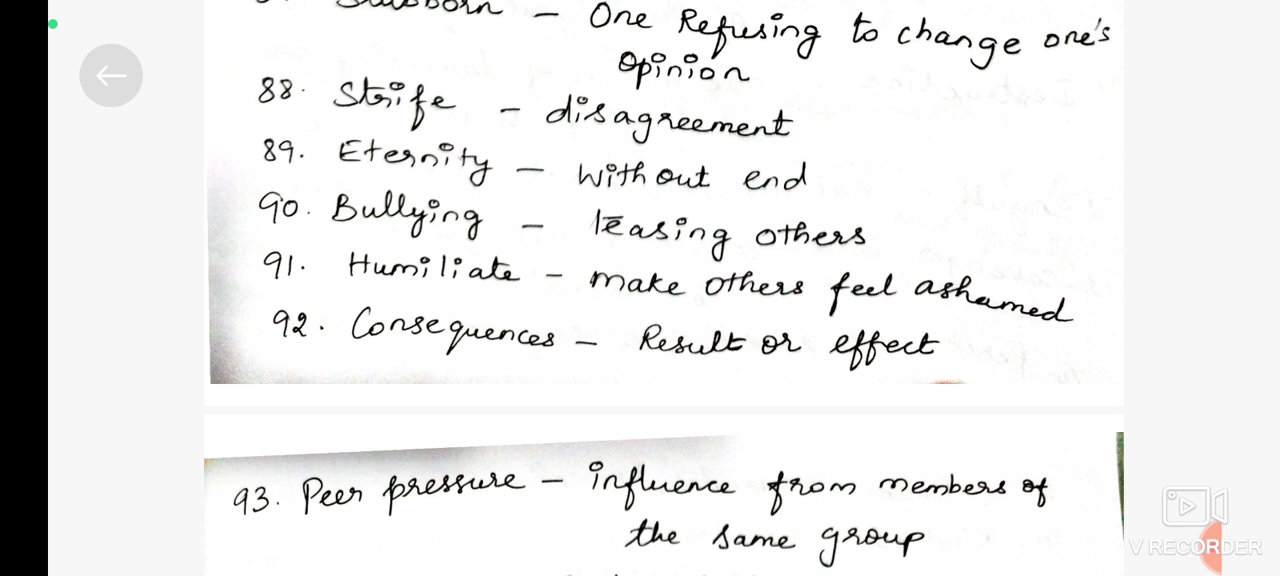 Stubborn - One Refusing to change one's
opinion
88. Strife - disagreement
89. Eternity - without end
90. Bullying - teasing others
91. Humiliate - make others feel ashamed
92. Consequences - Result or effect
93. Peer pressure - influence from members of
the same group
V RECORDER